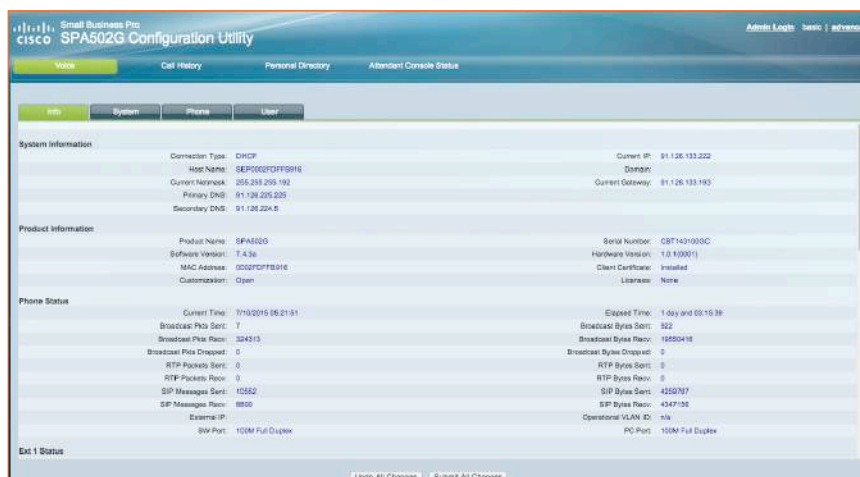 Small Business Pro
cisco SPA502G Configuration Utility
Admin Login basic | advanc
Voice Call History Personal Directory Attendant Console Status
Info System Phone User
System Information
Connection Type: DHCP Current IP: 91.126.133.222
Host Name: SEP0002FDFFB916 Domain:
Current Netmask: 255.255.255.192 Current Gateway: 91.126.133.193
Primary DNS: 91.126.225.225
Secondary DNS: 91.126.224.5
Product Information
Product Name: SPA502G Serial Number: CBT143100GC
Software Version: 7.4.3a Hardware Version: 1.0.1(0001)
MAC Address: 0002FDFFB916 Client Certificate: Installed
Customization: Open Licenses: None
Phone Status
Current Time: 7/10/2015 05:21:51 Elapsed Time: 1 day and 03:15:39
Broadcast Pkts Sent: 7 Broadcast Bytes Sent: 522
Broadcast Pkts Recv: 324313 Broadcast Bytes Recv:
Broadcast Pkts Dropped: 0 Broadcast Bytes Dropped: 0
RTP Packets Sent: 0 RTP Bytes Sent: 0
RTP Packets Recv: 0 RTP Bytes Recv: 0
SIP Messages Sent: 10552 SIP Bytes Sent: 4259767
SIP Messages Recv: 8800 SIP Bytes Recv: 4347156
External IP: Operational VLAN ID: n/a
SW Port: 100M Full Duplex PC Port: 100M Full Duplex
Ext 1 Status
Undo All Changes Submit All Changes